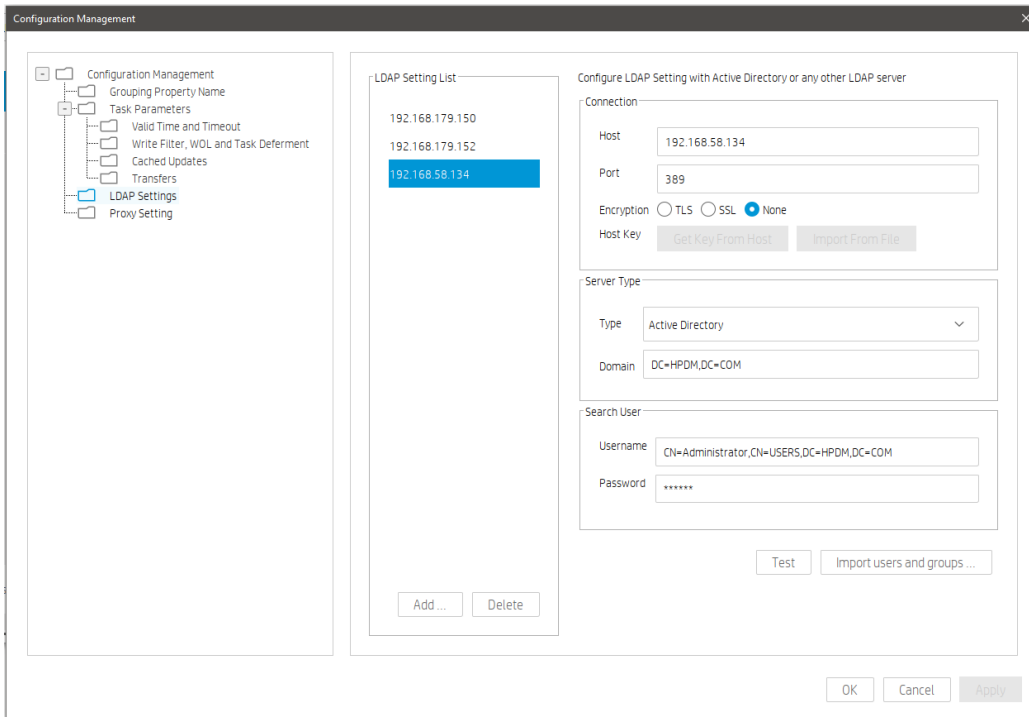 Configuration Management
Configuration Management
Grouping Property Name
Task Parameters
Valid Time and Timeout
Write Filter, WOL and Task Deferment
Cached Updates
Transfers
LDAP Settings
Proxy Setting
LDAP Setting List
192.168.179.150
192.168.179.152
192.168.58.134
Add ...
Delete
Configure LDAP Setting with Active Directory or any other LDAP server
Connection
Host
192.168.58.134
Port
389
Encryption TLS SSL None
Host Key Get Key From Host Import From File
Server Type
Type Active Directory
Domain DC=HPDM,DC=COM
Search User
Username CN=Administrator,CN=USERS,DC=HPDM,DC=COM
Password ******
Test Import users and groups ...
OK Cancel Apply